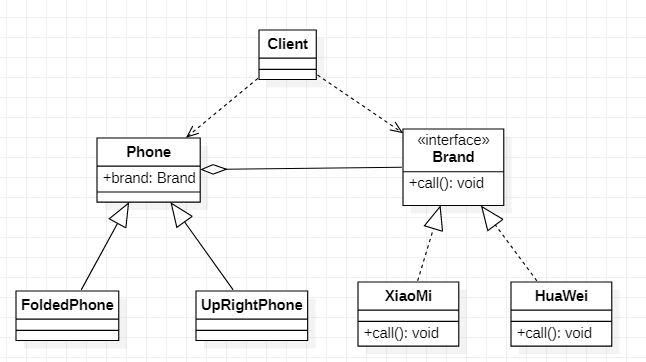 Client
Phone
+brand: Brand
«interface»
Brand
+call(): void
FoldedPhone
UpRightPhone
XiaoMi
+call(): void
HuaWei
+call(): void